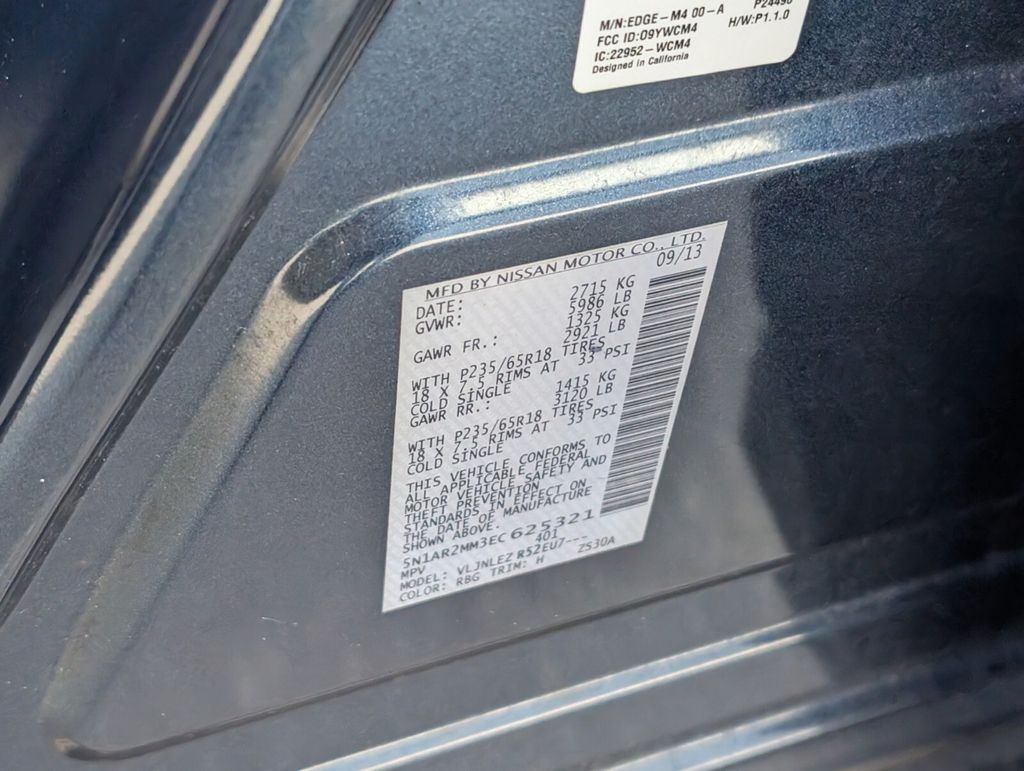 P24490
M/N:EDGE-M4 00-A H/W:P1.1.0
FCC ID:09YWCM4
IC:22952-WCM4
Designed in California
MFD BY NISSAN MOTOR CO., LTD.
DATE: 09/13
GVWR: 2715 KG
5986 LB
GAWR FR.: 1325 KG
2921 LB
WITH P235/65R18 TIRES
18 X 7.5 RIMS AT 33 PSI
COLD SINGLE
GAWR RR.: 1415 KG
3120 LB
WITH P235/65R18 TIRES
18 X 7.5 RIMS AT 33 PSI
COLD SINGLE
THIS VEHICLE CONFORMS TO
ALL APPLICABLE FEDERAL
MOTOR VEHICLE SAFETY AND
THEFT PREVENTION
STANDARDS IN EFFECT ON
THE DATE OF MANUFACTURE
SHOWN ABOVE.
5N1AR2MM3EC625321
MPV 401
MODEL: VLJNLEZ R52EU7---
COLOR: RBG TRIM: H ZS30A